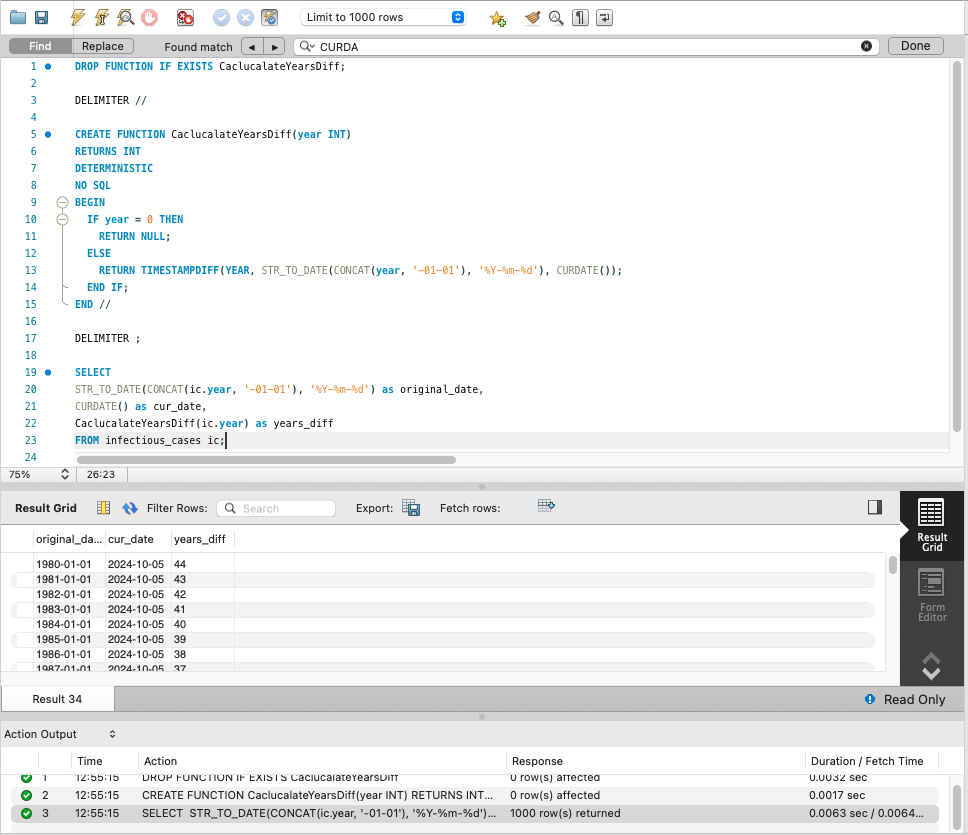 Limit to 1000 rows
Find Replace Found match CURDA Done
1 DROP FUNCTION IF EXISTS CaclucalateYearsDiff;
2
3 DELIMITER //
4
5 CREATE FUNCTION CaclucalateYearsDiff(year INT)
6 RETURNS INT
7 DETERMINISTIC
8 NO SQL
9 BEGIN
10 IF year = 0 THEN
11 RETURN NULL;
12 ELSE
13 RETURN TIMESTAMPDIFF(YEAR, STR_TO_DATE(CONCAT(year, '-01-01'), '%Y-%m-%d'), CURDATE());
14 END IF;
15 END //
16
17 DELIMITER ;
18
19 SELECT
20 STR_TO_DATE(CONCAT(ic.year, '-01-01'), '%Y-%m-%d') as original_date,
21 CURDATE() as cur_date,
22 CaclucalateYearsDiff(ic.year) as years_diff
23 FROM infectious_cases ic;
24
75% 26:23
Result Grid Filter Rows: Search Export: Fetch rows:
original_da... cur_date years_diff
1980-01-01 2024-10-05 44
1981-01-01 2024-10-05 43
1982-01-01 2024-10-05 42
1983-01-01 2024-10-05 41
1984-01-01 2024-10-05 40
1985-01-01 2024-10-05 39
1986-01-01 2024-10-05 38
1987-01-01 2024-10-05 37
Result
Grid
Form
Editor
Result 34 Read Only
Action Output
Time Action Response Duration / Fetch Time
1 12:55:15 DROP FUNCTION IF EXISTS CaclucalateYearsDiff 0 row(s) affected 0.0032 sec
2 12:55:15 CREATE FUNCTION CaclucalateYearsDiff(year INT) RETURNS INT... 0 row(s) affected 0.0017 sec
3 12:55:15 SELECT STR_TO_DATE(CONCAT(ic.year, '-01-01'), '%Y-%m-%d')... 1000 row(s) returned 0.0063 sec / 0.0064...